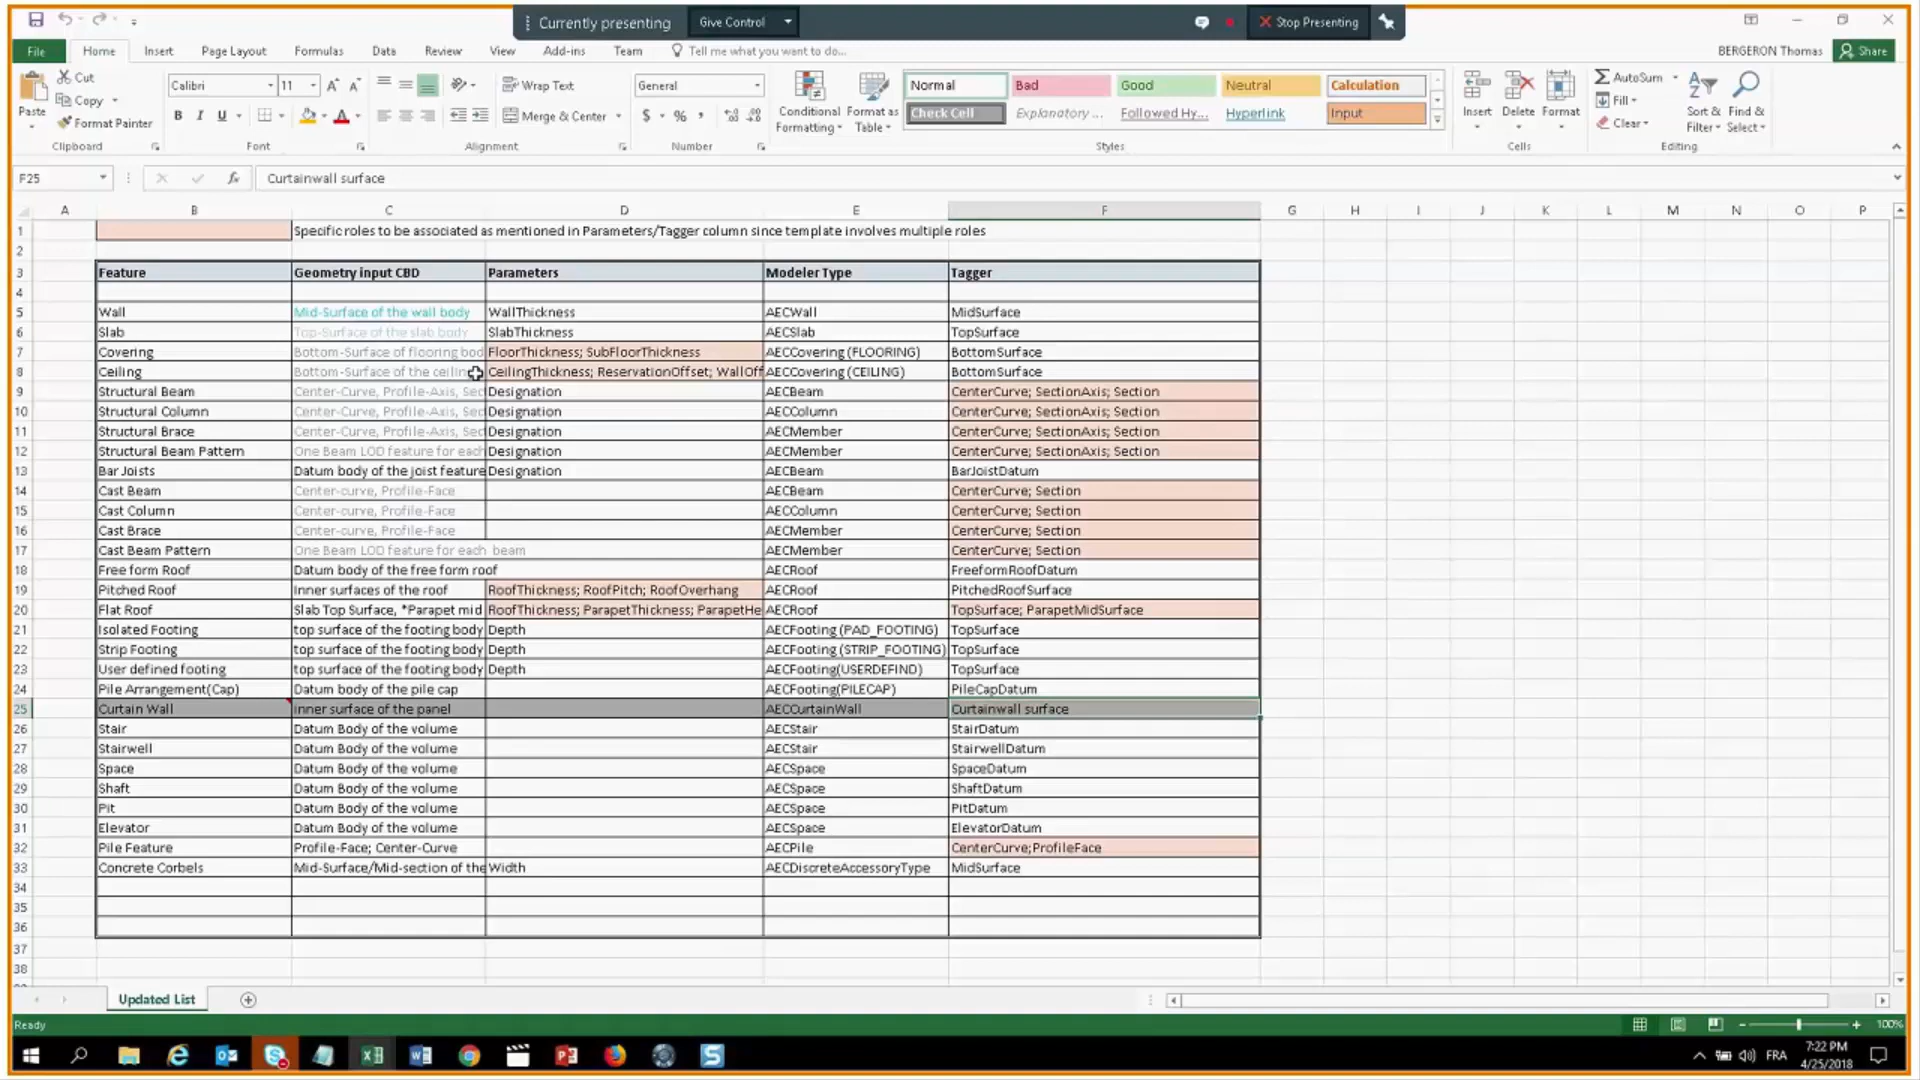 Currently presenting
Give Control
Stop Presenting
File Home Insert Page Layout Formulas Data Review View Add-ins Team Tell me what you want to do...
BERGERON Thomas
Share
Cut
Copy
Format Painter
Paste
Clipboard
Calibri 11
B I U
Font
Wrap Text
Merge & Center
Alignment
General
$ % ,
Number
Conditional Formatting
Format as Table
Normal Bad Good Neutral Calculation
Check Cell Explanatory ... Followed Hy... Hyperlink Input
Styles
Insert Delete Format
Cells
AutoSum
Fill
Clear
Sort & Filter
Find & Select
Editing
F25 fx Curtainwall surface
A B C D E F G H I J K L M N O P
1 Specific roles to be associated as mentioned in Parameters/Tagger column since template involves multiple roles
2
3 Feature Geometry input CBD Parameters Modeler Type Tagger
4
5 Wall Mid-Surface of the wall body WallThickness AECWall MidSurface
6 Slab Top-Surface of the slab body SlabThickness AECSlab TopSurface
7 Covering Bottom-Surface of flooring bod FloorThickness; SubFloorThickness AECCovering (FLOORING) BottomSurface
8 Ceiling Bottom-Surface of the ceilin CeilingThickness; ReservationOffset; WallOff AECCovering (CEILING) BottomSurface
9 Structural Beam Center-Curve, Profile-Axis, Sec Designation AECBeam CenterCurve; SectionAxis; Section
10 Structural Column Center-Curve, Profile-Axis, Sec Designation AECColumn CenterCurve; SectionAxis; Section
11 Structural Brace Center-Curve, Profile-Axis, Sec Designation AECMember CenterCurve; SectionAxis; Section
12 Structural Beam Pattern One Beam LOD feature for each Designation AECMember CenterCurve; SectionAxis; Section
13 Bar Joists Datum body of the joist feature Designation AECBeam BarJoistDatum
14 Cast Beam Center-curve, Profile-Face AECBeam CenterCurve; Section
15 Cast Column Center-curve, Profile-Face AECColumn CenterCurve; Section
16 Cast Brace Center-curve, Profile-Face AECMember CenterCurve; Section
17 Cast Beam Pattern One Beam LOD feature for each beam AECMember CenterCurve; Section
18 Free form Roof Datum body of the free form roof AECRoof FreeformRoofDatum
19 Pitched Roof Inner surfaces of the roof RoofThickness; RoofPitch; RoofOverhang AECRoof PitchedRoofSurface
20 Flat Roof Slab Top Surface, *Parapet mid RoofThickness; ParapetThickness; ParapetHe AECRoof TopSurface; ParapetMidSurface
21 Isolated Footing top surface of the footing body Depth AECFooting (PAD_FOOTING) TopSurface
22 Strip Footing top surface of the footing body Depth AECFooting (STRIP_FOOTING) TopSurface
23 User defined footing top surface of the footing body Depth AECFooting(USERDEFIND) TopSurface
24 Pile Arrangement(Cap) Datum body of the pile cap AECFooting(PILECAP) PileCapDatum
25 Curtain Wall inner surface of the panel AECCurtainWall Curtainwall surface
26 Stair Datum Body of the volume AECStair StairDatum
27 Stairwell Datum Body of the volume AECStair StairwellDatum
28 Space Datum Body of the volume AECSpace SpaceDatum
29 Shaft Datum Body of the volume AECSpace ShaftDatum
30 Pit Datum Body of the volume AECSpace PitDatum
31 Elevator Datum Body of the volume AECSpace ElevatorDatum
32 Pile Feature Profile-Face; Center-Curve AECPile CenterCurve;ProfileFace
33 Concrete Corbels Mid-Surface/Mid-section of the Width AECDiscreteAccessoryType MidSurface
34
35
36
37
38
Updated List
Ready
100%
FRA
7:22 PM
4/25/2018